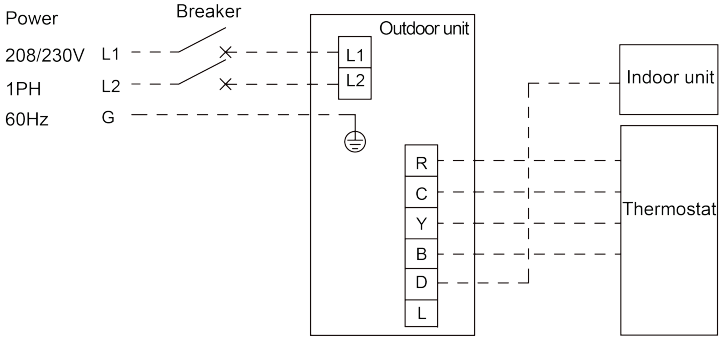 Power
Breaker
Outdoor unit
208/230V L1
L1
1PH L2
L2
60Hz G
Indoor unit
R
C
Y
B
D
L
Thermostat